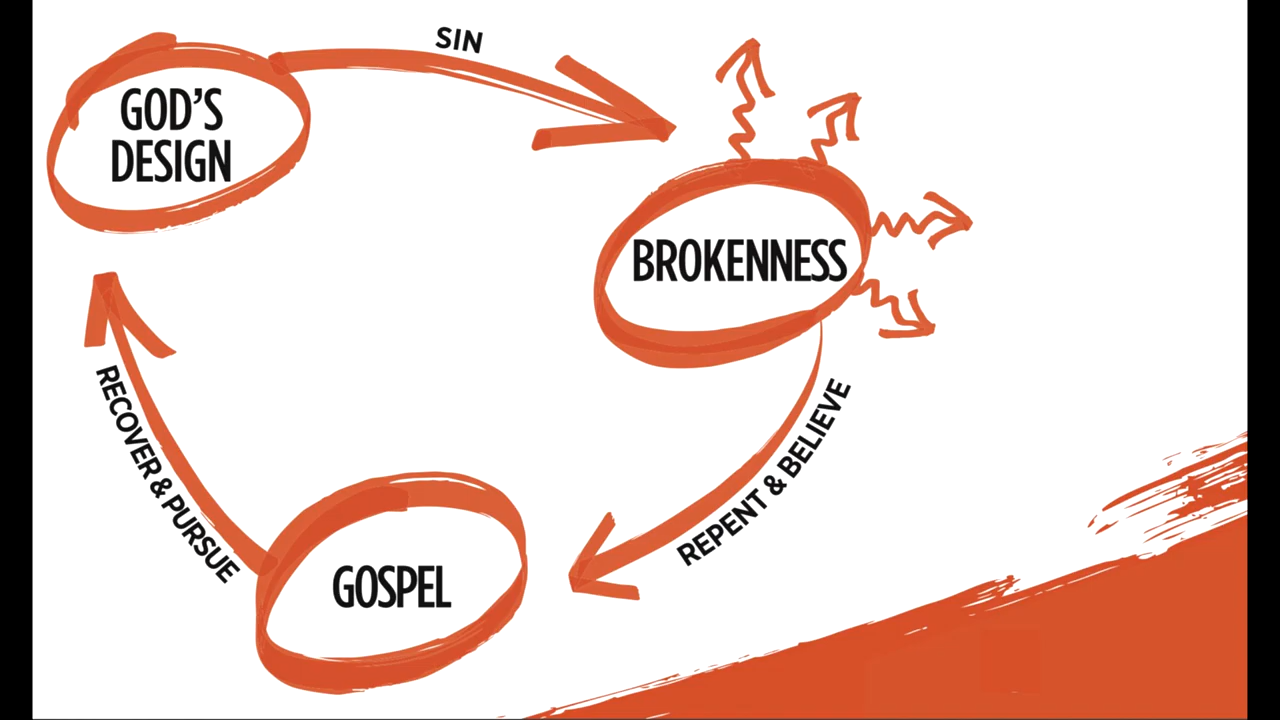 SIN
GOD'S
DESIGN
BROKENNESS
REPENT & BELIEVE
GOSPEL
RECOVER & PURSUE